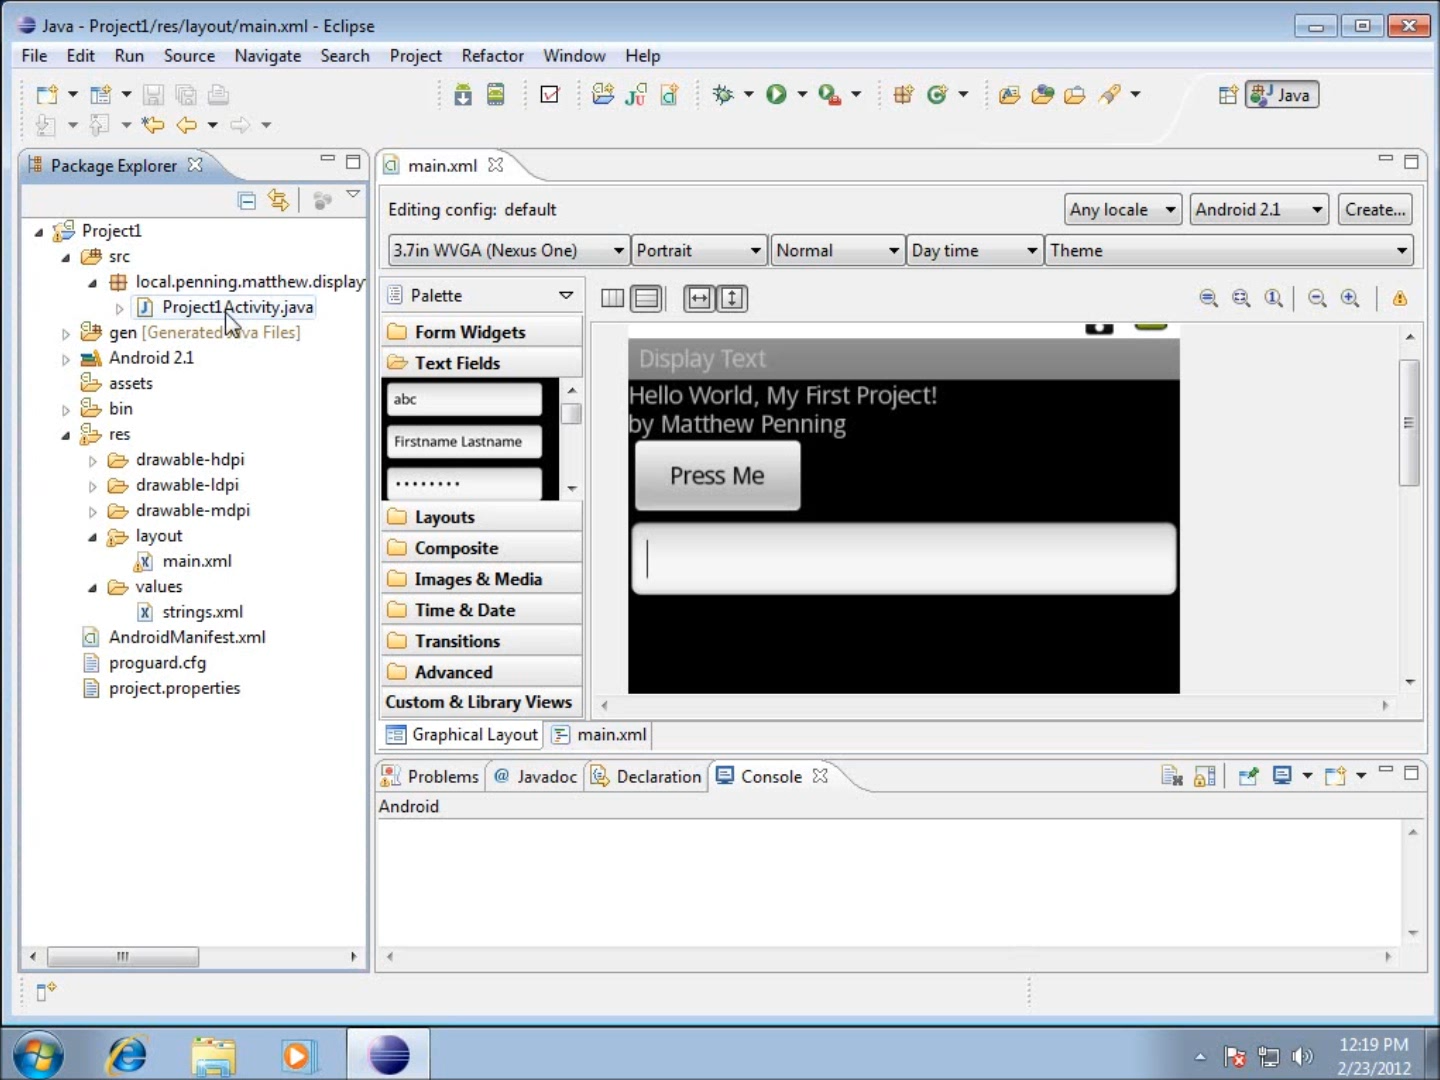 Java - Project1/res/layout/main.xml - Eclipse
File Edit Run Source Navigate Search Project Refactor Window Help
Java
Package Explorer
Project1
src
local.penning.matthew.display
Project1Activity.java
gen [Generated Java Files]
Android 2.1
assets
bin
res
drawable-hdpi
drawable-ldpi
drawable-mdpi
layout
main.xml
values
strings.xml
AndroidManifest.xml
proguard.cfg
project.properties
main.xml
Editing config: default
Any locale
Android 2.1
Create...
3.7in WVGA (Nexus One)
Portrait
Normal
Day time
Theme
Palette
Form Widgets
Text Fields
abc
Firstname Lastname
Layouts
Composite
Images & Media
Time & Date
Transitions
Advanced
Custom & Library Views
Display Text
Hello World, My First Project!
by Matthew Penning
Press Me
Graphical Layout
main.xml
Problems
@ Javadoc
Declaration
Console
Android
12:19 PM
2/23/2012